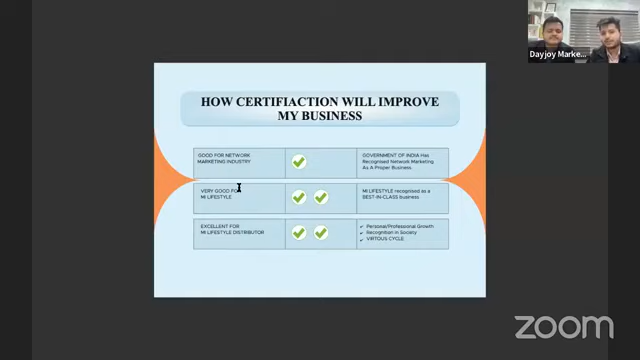 Dayjoy Marke...
HOW CERTIFIACTION WILL IMPROVE
MY BUSINESS
GOOD FOR NETWORK
MARKETING INDUSTRY
GOVERNMENT OF INDIA Has
Recognised Network Marketing
As A Proper Business.
VERY GOOD FOR
MI LIFESTYLE
MI LIFESTYLE recognised as a
BEST-IN-CLASS business
EXCELLENT FOR
MI LIFESTYLE DISTRIBUTOR
Personal/Professional Growth
Recognition in Society
VIRTOUS CYCLE
zoom